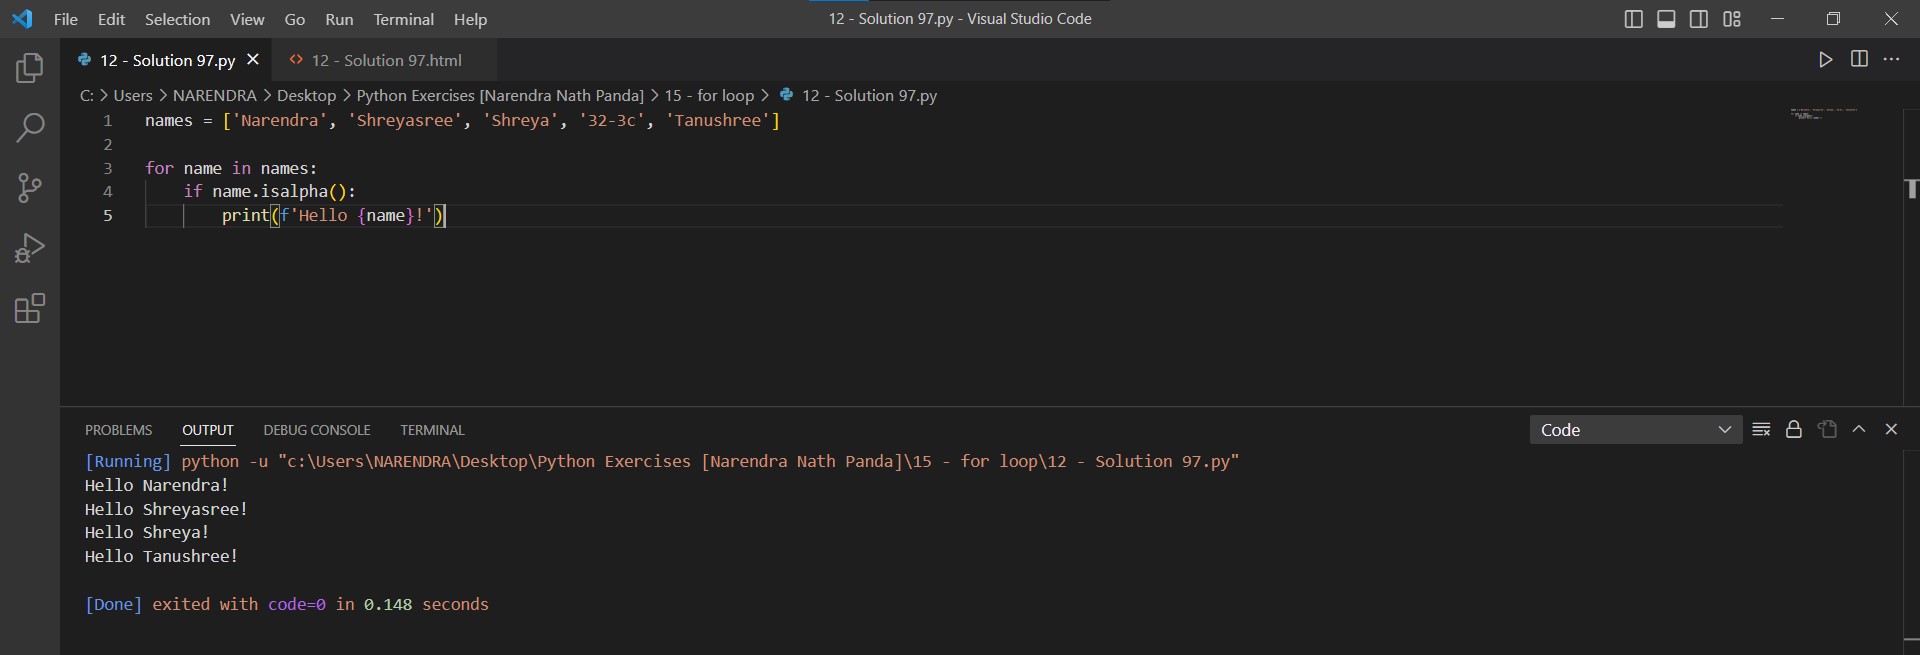 File Edit Selection View Go Run Terminal Help 12 - Solution 97.py - Visual Studio Code
12 - Solution 97.py 12 - Solution 97.html
C: > Users > NARENDRA > Desktop > Python Exercises [Narendra Nath Panda] > 15 - for loop > 12 - Solution 97.py
1 names = ['Narendra', 'Shreyasree', 'Shreya', '32-3c', 'Tanushree']
2
3 for name in names:
4 if name.isalpha():
5 print(f'Hello {name}!')
PROBLEMS OUTPUT DEBUG CONSOLE TERMINAL Code
[Running] python -u "c:\Users\NARENDRA\Desktop\Python Exercises [Narendra Nath Panda]\15 - for loop\12 - Solution 97.py"
Hello Narendra!
Hello Shreyasree!
Hello Shreya!
Hello Tanushree!
[Done] exited with code=0 in 0.148 seconds